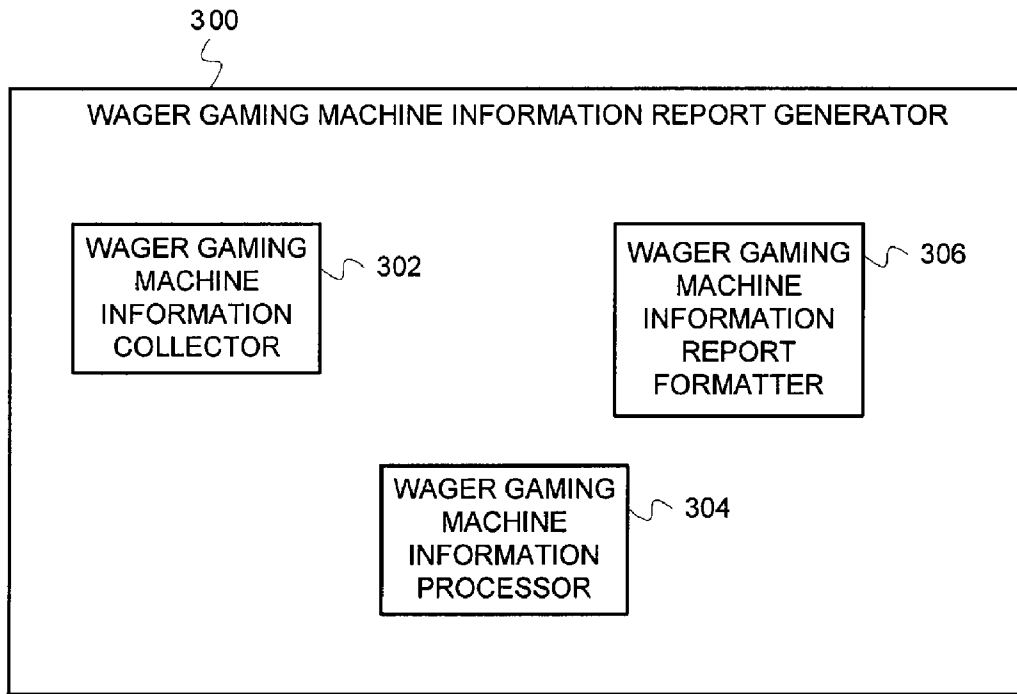 300
WAGER GAMING MACHINE INFORMATION REPORT GENERATOR
WAGER GAMING
MACHINE
INFORMATION
COLLECTOR
302
WAGER GAMING
MACHINE
INFORMATION
REPORT
FORMATTER
306
WAGER GAMING
MACHINE
INFORMATION
PROCESSOR
304